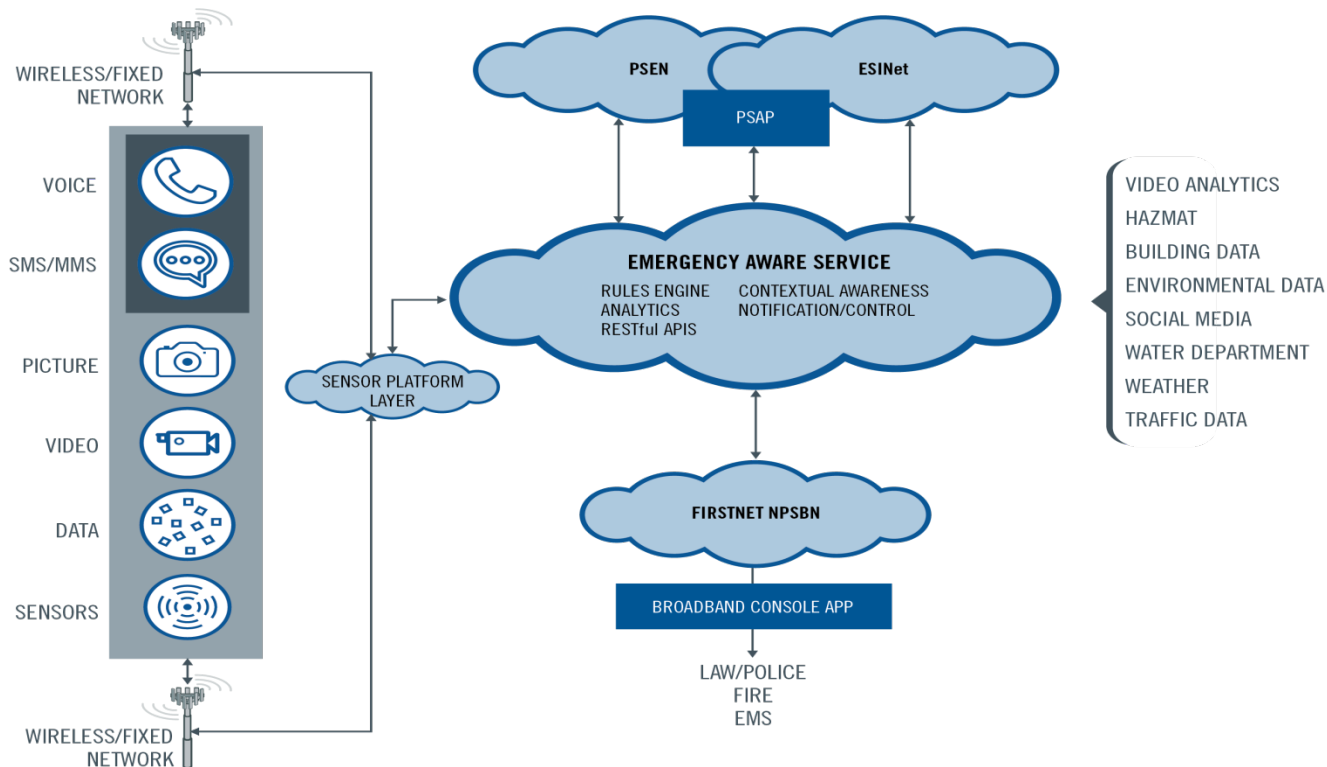 WIRELESS/FIXED
NETWORK
VOICE
SMS/MMS
PICTURE
VIDEO
DATA
SENSORS
WIRELESS/FIXED
NETWORK
SENSOR PLATFORM
LAYER
PSEN
ESINet
PSAP
EMERGENCY AWARE SERVICE
RULES ENGINE
ANALYTICS
RESTful APIS
CONTEXTUAL AWARENESS
NOTIFICATION/CONTROL
FIRSTNET NPSBN
BROADBAND CONSOLE APP
LAW/POLICE
FIRE
EMS
VIDEO ANALYTICS
HAZMAT
BUILDING DATA
ENVIRONMENTAL DATA
SOCIAL MEDIA
WATER DEPARTMENT
WEATHER
TRAFFIC DATA